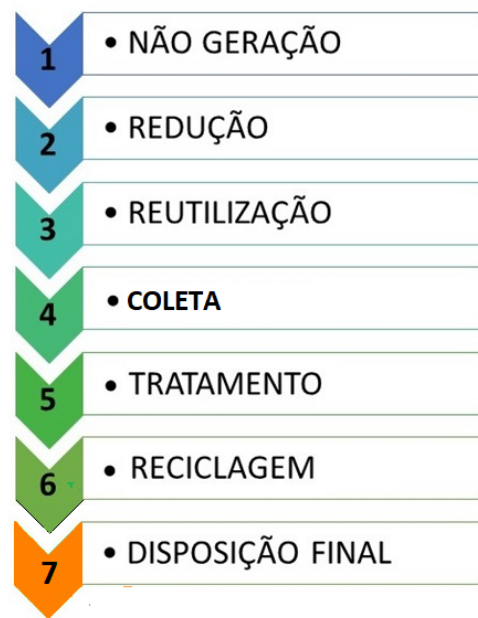 1 • NÃO GERAÇÃO
2 • REDUÇÃO
3 • REUTILIZAÇÃO
4 • COLETA
5 • TRATAMENTO
6 • RECICLAGEM
7 • DISPOSIÇÃO FINAL